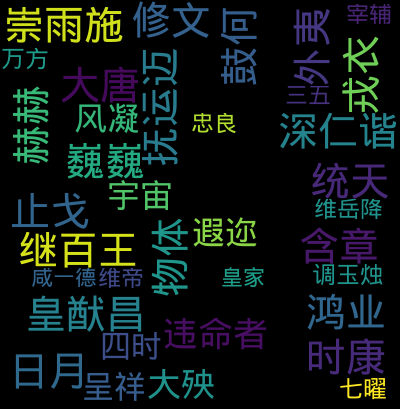 崇雨施
修文
鼓何
外夷
宰辅
万方
大唐
抚运迈
三五
戎衣
赫赫
风凝
忠良
深仁谐
巍巍
宇宙
统天
止戈
维岳降
继百王
物体
遐迩
含章
咸一德
维帝
皇家
调玉烛
皇猷昌
鸿业
四时
违命者
时康
日月
呈祥
大殃
七曜